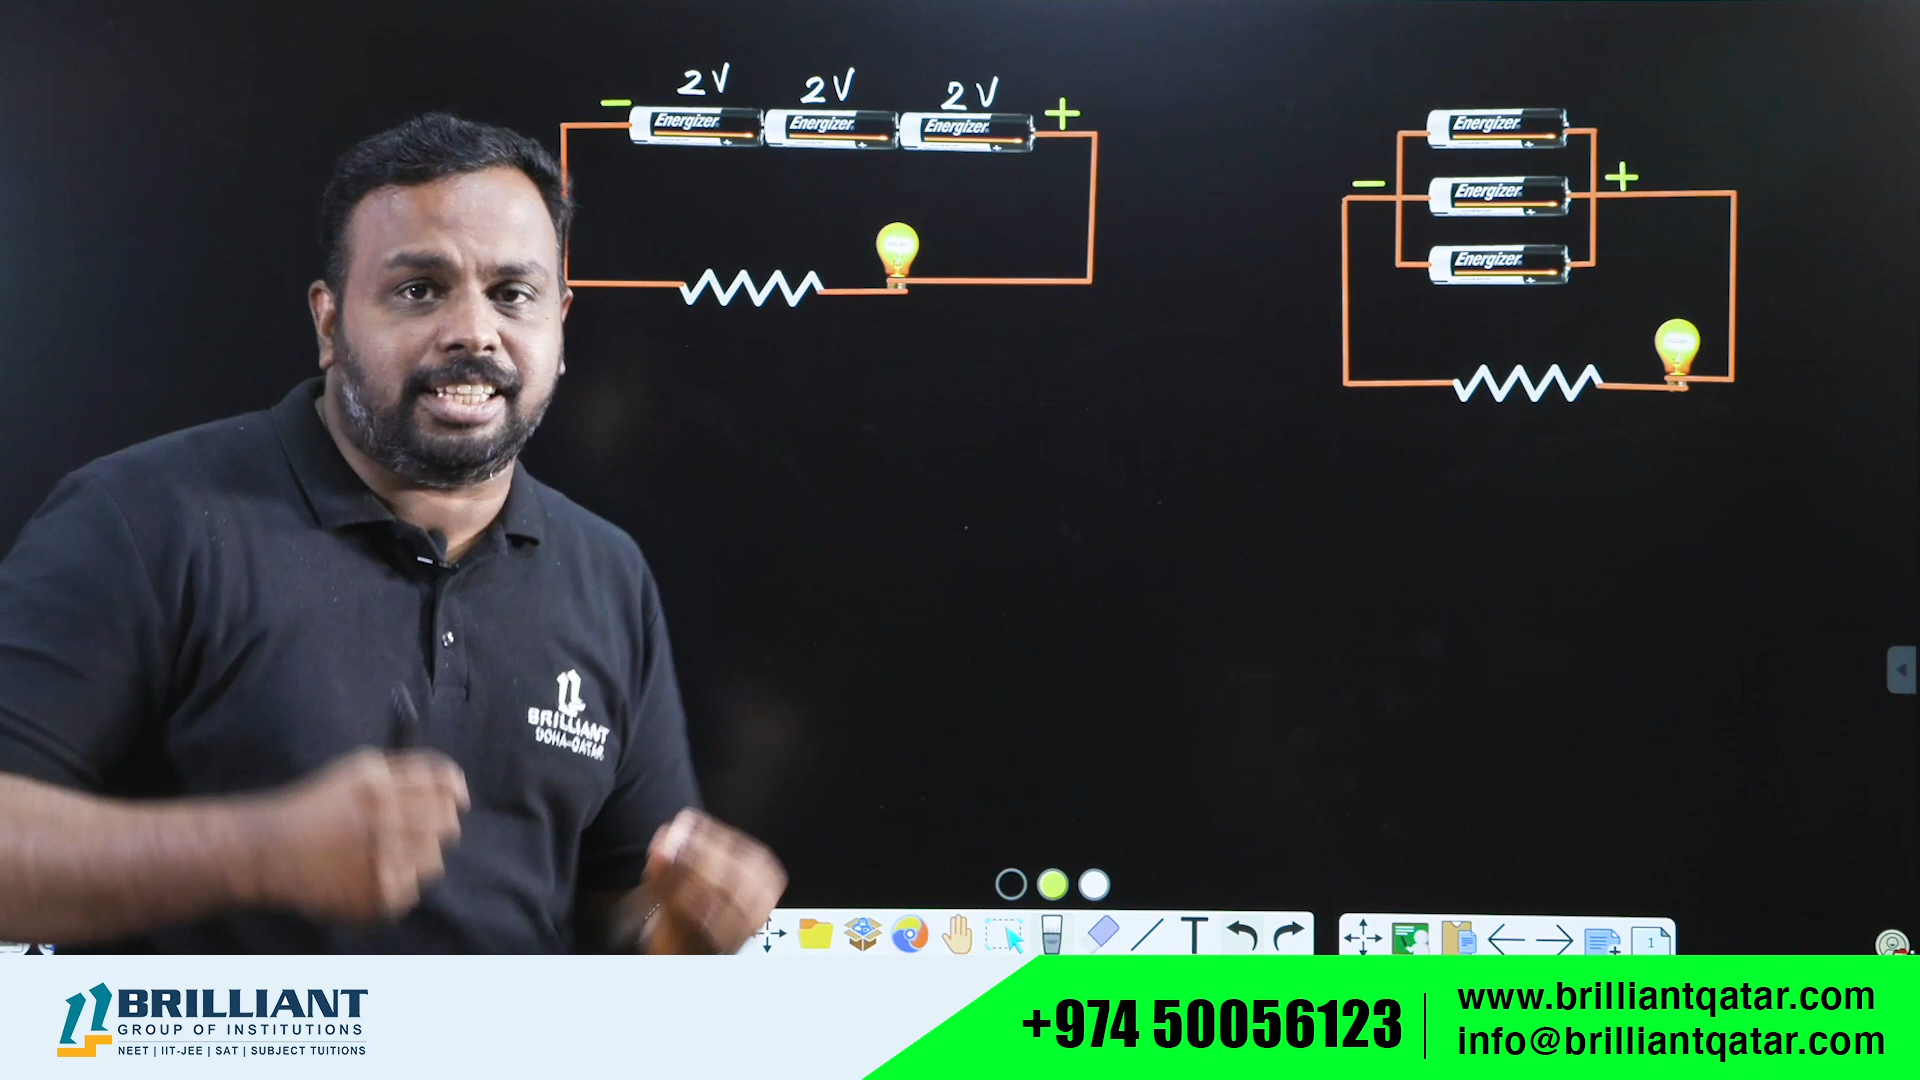 2V 2V 2V
− Energizer Energizer Energizer +
Energizer
− Energizer +
Energizer
BRILLIANT
DOHA-QATAR
T
1
BRILLIANT
GROUP OF INSTITUTIONS
NEET | IIT-JEE | SAT | SUBJECT TUITIONS
+974 50056123
www.brilliantqatar.com
info@brilliantqatar.com